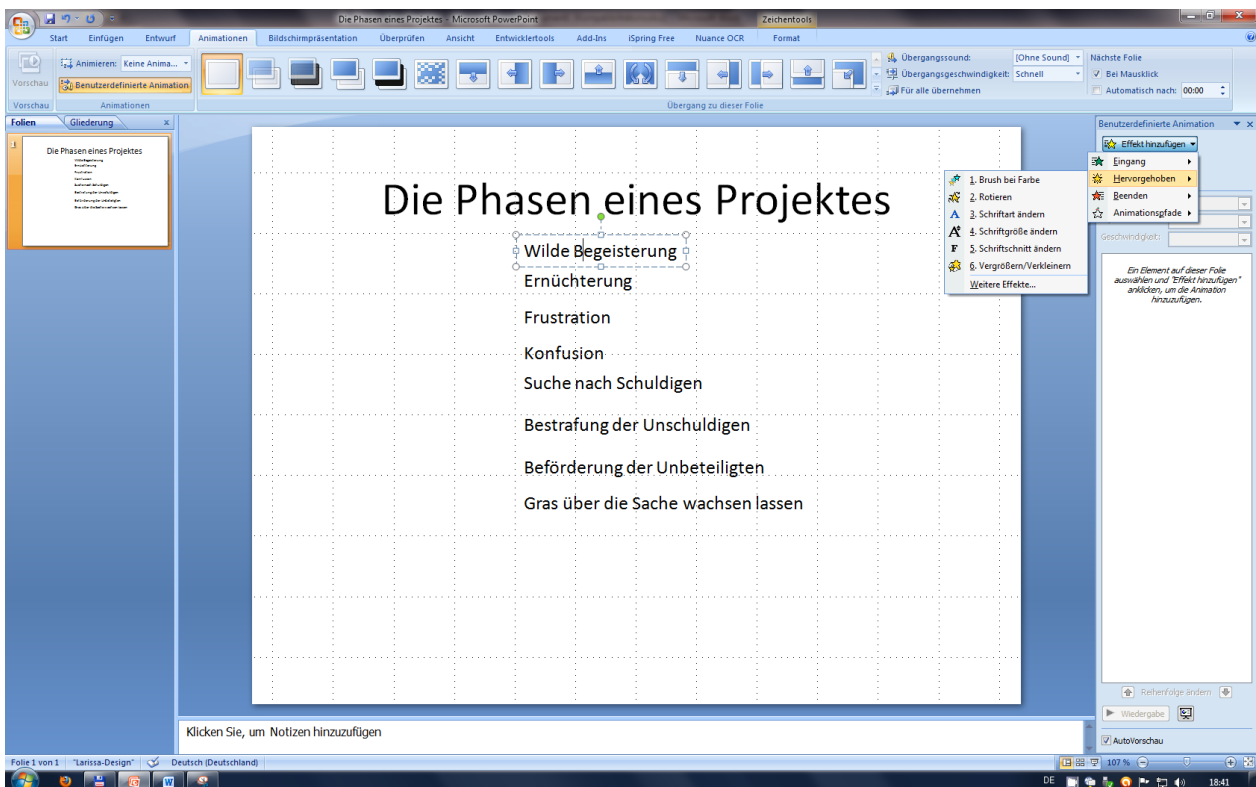 Die Phasen eines Projektes - Microsoft PowerPoint
Zeichentools
Start Einfügen Entwurf Animationen Bildschirmpräsentation Überprüfen Ansicht Entwicklertools Add-Ins iSpring Free Nuance OCR Format
Vorschau
Animieren: Keine Anima...
Benutzerdefinierte Animation
Übergangssound: [Ohne Sound]
Übergangsgeschwindigkeit: Schnell
Für alle übernehmen
Nächste Folie
Bei Mausklick
Automatisch nach: 00:00
Vorschau Animationen Übergang zu dieser Folie
Folien Gliederung x
1
Die Phasen eines Projektes
Die Phasen eines Projektes
Wilde Begeisterung
Ernüchterung
Frustration
Konfusion
Suche nach Schuldigen
Bestrafung der Unschuldigen
Beförderung der Unbeteiligten
Gras über die Sache wachsen lassen
Benutzerdefinierte Animation
Effekt hinzufügen
Eingang
Hervorgehoben
Beenden
Animationspfade
1. Brush bei Farbe
2. Rotieren
3. Schriftart ändern
4. Schriftgröße ändern
5. Schriftschnitt ändern
6. Vergrößern/Verkleinern
Weitere Effekte...
Geschwindigkeit:
Ein Element auf dieser Folie
auswählen und "Effekt hinzufügen"
anklicken, um die Animation
hinzuzufügen.
Reihenfolge ändern
Wiedergabe
AutoVorschau
Klicken Sie, um Notizen hinzuzufügen
Folie 1 von 1 "Larissa-Design" Deutsch (Deutschland) 107 %
DE 18:41